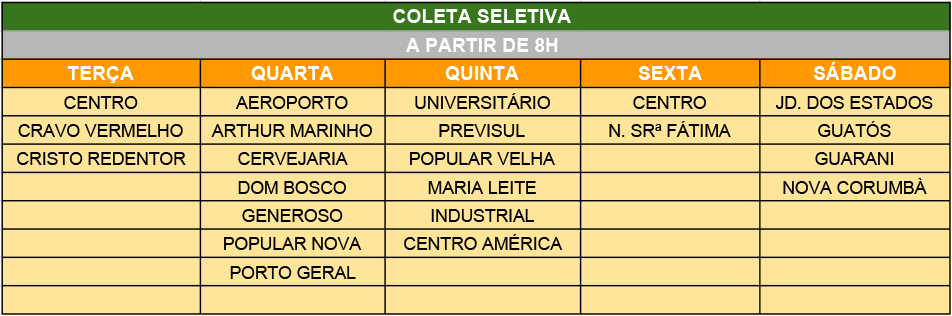 COLETA SELETIVA
A PARTIR DE 8H
TERÇA QUARTA QUINTA SEXTA SÁBADO
CENTRO AEROPORTO UNIVERSITÁRIO CENTRO JD. DOS ESTADOS
CRAVO VERMELHO ARTHUR MARINHO PREVISUL N. SRª FÁTIMA GUATÓS
CRISTO REDENTOR CERVEJARIA POPULAR VELHA GUARANI
DOM BOSCO MARIA LEITE NOVA CORUMBÀ
GENEROSO INDUSTRIAL
POPULAR NOVA CENTRO AMÉRICA
PORTO GERAL